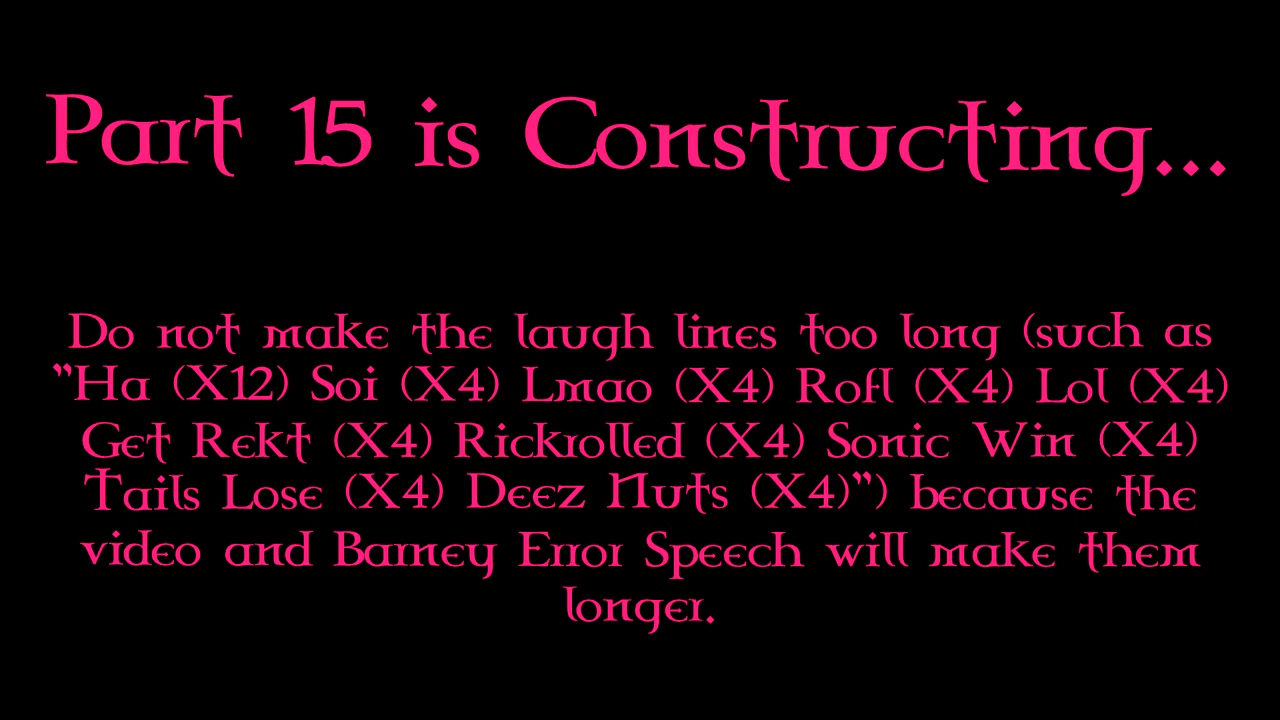 Part 15 is Constructing...
Do not make the laugh lines too long (such as
"Ha (X12) Soi (X4) Lmao (X4) Rofl (X4) Lol (X4)
Get Rekt (X4) Rickrolled (X4) Sonic Win (X4)
Tails Lose (X4) Deez Nuts (X4)") because the
video and Barney Error Speech will make them
longer.